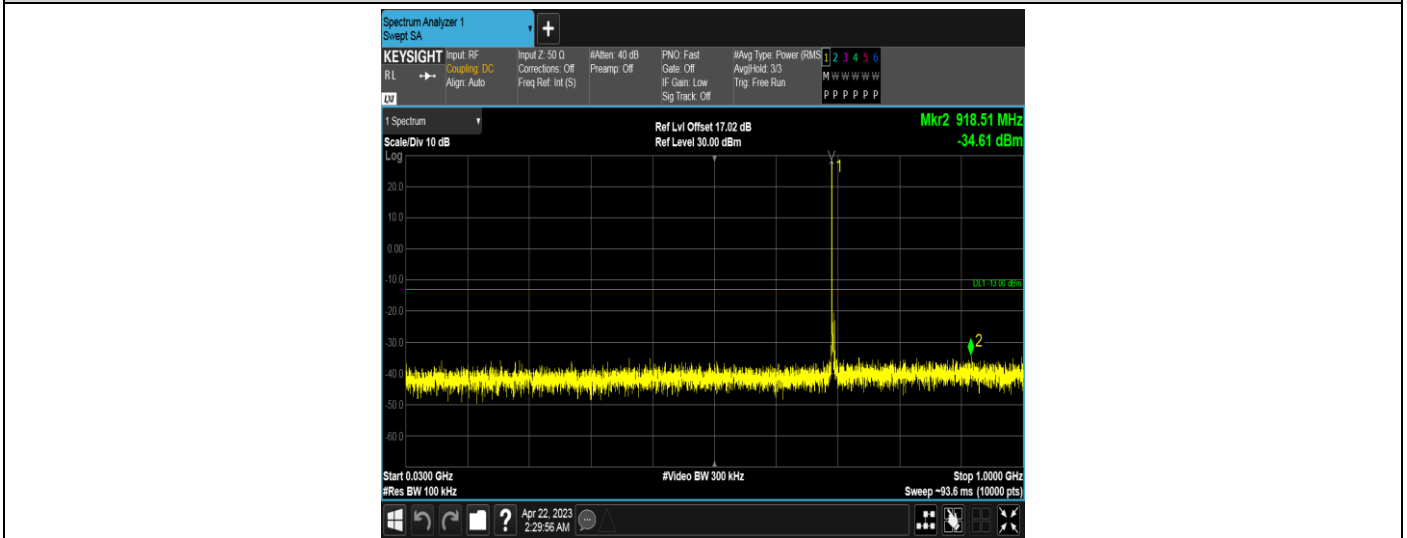 Spectrum Analyzer 1
Swept SA
+
KEYSIGHT
RL
LXI
Input: RF
Coupling: DC
Align: Auto
Input Z: 50 Ω
Corrections: Off
Freq Ref: Int (S)
#Atten: 40 dB
Preamp: Off
PNO: Fast
Gate: Off
IF Gain: Low
Sig Track: Off
#Avg Type: Power (RMS
Avg|Hold: 3/3
Trig: Free Run
1 2 3 4 5 6
M W W W W W
P P P P P P
1 Spectrum
Scale/Div 10 dB
Ref Lvl Offset 17.02 dB
Ref Level 30.00 dBm
Mkr2 918.51 MHz
-34.61 dBm
Log
1
20.0
10.0
0.00
-10.0
DL1 -13.00 dBm
-20.0
-30.0
2
-40.0
-50.0
-60.0
Start 0.0300 GHz
#Video BW 300 kHz
Stop 1.0000 GHz
#Res BW 100 kHz
Sweep ~93.6 ms (10000 pts)
?
Apr 22, 2023
2:29:56 AM